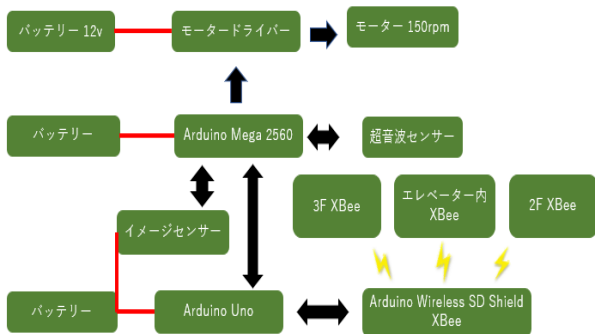 バッテリー 12v
モータードライバー
モーター 150rpm
バッテリー
Arduino Mega 2560
超音波センサー
3F XBee
エレベーター内
XBee
2F XBee
イメージセンサー
バッテリー
Arduino Uno
Arduino Wireless SD Shield
XBee